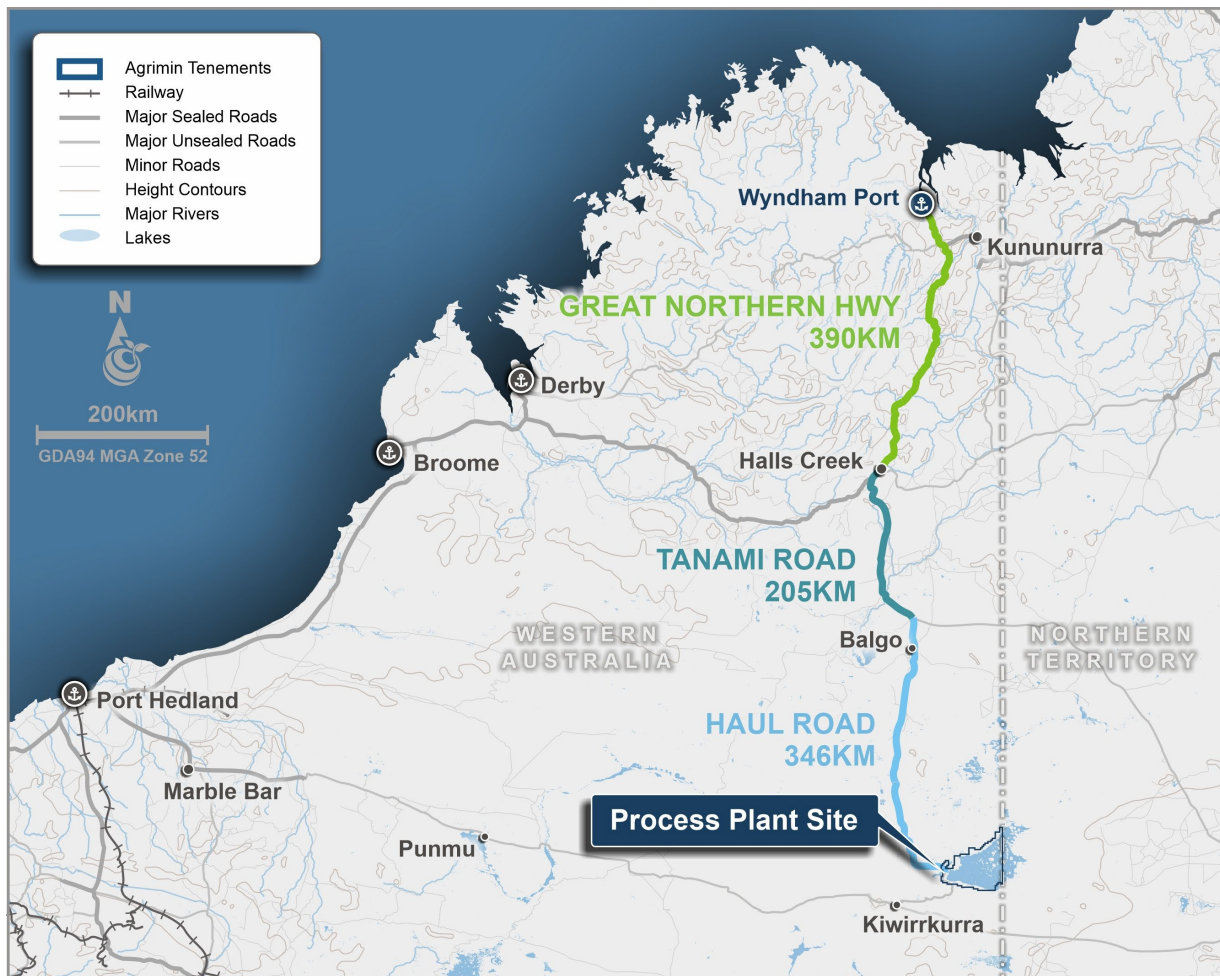 Agrimin Tenements
Railway
Major Sealed Roads
Major Unsealed Roads
Minor Roads
Height Contours
Major Rivers
Lakes
N
200km
GDA94 MGA Zone 52
Wyndham Port
Kununurra
GREAT NORTHERN HWY
390KM
Derby
Broome
Halls Creek
TANAMI ROAD
205KM
WESTERN
AUSTRALIA
NORTHERN
TERRITORY
Balgo
Port Hedland
HAUL ROAD
346KM
Marble Bar
Process Plant Site
Punmu
Kiwirrkurra